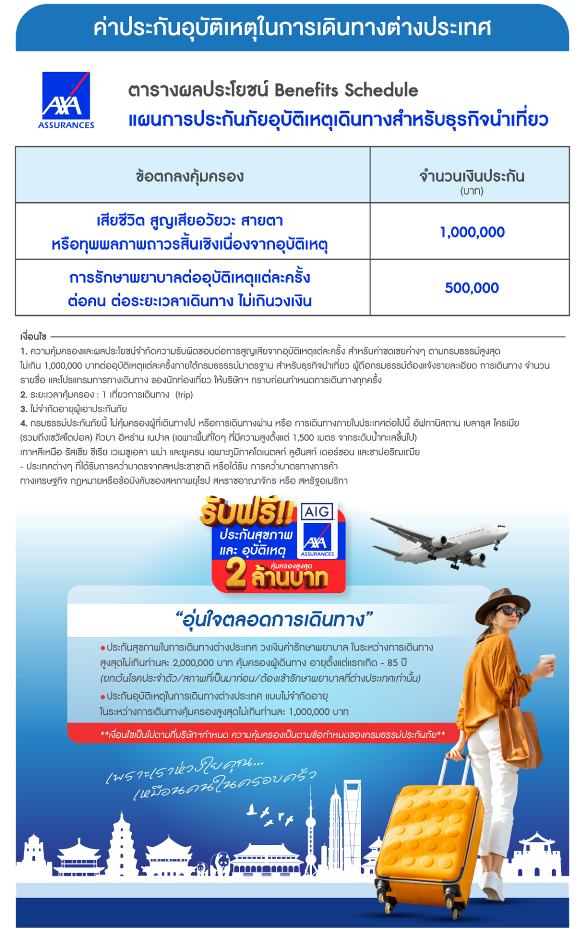 ค่าประกันอุบัติเหตุในการเดินทางต่างประเทศ
AXA
ASSURANCES
ตารางผลประโยชน์ Benefits Schedule
แผนการประกันภัยอุบัติเหตุเดินทางสำหรับธุรกิจนำเที่ยว
ข้อตกลงคุ้มครอง
จำนวนเงินประกัน
(บาท)
เสียชีวิต สูญเสียอวัยวะ สายตา
หรือทุพพลภาพถาวรสิ้นเชิงเนื่องจากอุบัติเหตุ
1,000,000
การรักษาพยาบาลต่ออุบัติเหตุแต่ละครั้ง
ต่อคน ต่อระยะเวลาเดินทาง ไม่เกินวงเงิน
500,000
เงื่อนไข
1. ความคุ้มครองและผลประโยชน์จำกัดความรับผิดชอบต่อการสูญเสียจากอุบัติเหตุแต่ละครั้ง สำหรับค่าชดเชยต่างๆ ตามกรมธรรม์สูงสุด
ไม่เกิน 1,000,000 บาทต่ออุบัติเหตุแต่ละครั้งภายใต้กรมธรรมม์มาตรฐาน สำหรับธุรกิจนำเที่ยว ผู้ถือกรมธรรม์ต้องแจ้งรายละเอียด การเดินทาง จำนวน
รายชื่อ และโปรแกรมการทางเดินทาง ของนักท่องเที่ยว ให้บริษัทฯ ทราบก่อนกำหนดการเดินทางทุกครั้ง
2. ระยะเวลาคุ้มครอง : 1 เที่ยวการเดินทาง (trip)
3. ไม่จำกัดอายุผู้เอาประกันภัย
4. กรมธรรม์ประกันภัยนี้ ไม่คุ้มครองผู้ที่เดินทางไป หรือการเดินทางผ่าน หรือ การเดินทางภายในประเทศต่อไปนี้ อัฟกานิสถาน เบลารุส ไครเมีย
(รวมถึงเซวัสโตปอล) คิวบา อิหร่าน เนปาล (เฉพาะพื้นที่ใดๆ ที่มีความสูงตั้งแต่ 1,500 เมตร จากระดับน้ำทะเลขึ้นไป)
เกาหลีเหนือ รัสเซีย ซีเรีย เวเนซุเอลา พม่า และยูเครน เฉพาะภูมิภาคโดเนตสก์ ลูฮันสก์ เคอร์ซอน และซาปอริซเฌีย
- ประเทศต่างๆ ที่ได้รับการคว่ำบาตรจากสหประชาชาติ หรือได้รับ การคว่ำบาตรทางการค้า
ทางเศรษฐกิจ กฎหมายหรือข้อบังคับของสหภาพยุโรป สหราชอาณาจักร หรือ สหรัฐอเมริกา
รับฟรี!!
AIG
ประกันสุขภาพ
และ อุบัติเหตุ
AXA
ASSURANCES
คุ้มครองสูงสุด
2 ล้านบาท
“อุ่นใจตลอดการเดินทาง”
•ประกันสุขภาพในการเดินทางต่างประเทศ วงเงินค่ารักษาพยาบาล ในระหว่างการเดินทาง
สูงสุดไม่เกินท่านละ 2,000,000 บาท คุ้มครองผู้เดินทาง อายุตั้งแต่แรกเกิด - 85 ปี
(ยกเว้นโรคประจำตัว/สภาพที่เป็นมาก่อน/ต้องเข้ารักษาพยาบาลที่ต่างประเทศเท่านั้น)
•ประกันอุบัติเหตุในการเดินทางต่างประเทศ แบบไม่จำกัดอายุ
ในระหว่างการเดินทางคุ้มครองสูงสุดไม่เกินท่านละ 1,000,000 บาท
**เงื่อนไขเป็นไปตามที่บริษัทฯกำหนด ความคุ้มครองเป็นตามข้อกำหนดของกรมธรรม์ประกันภัย**
เพราะเราห่วงใยคุณ...
เหมือนคนในครอบครัว